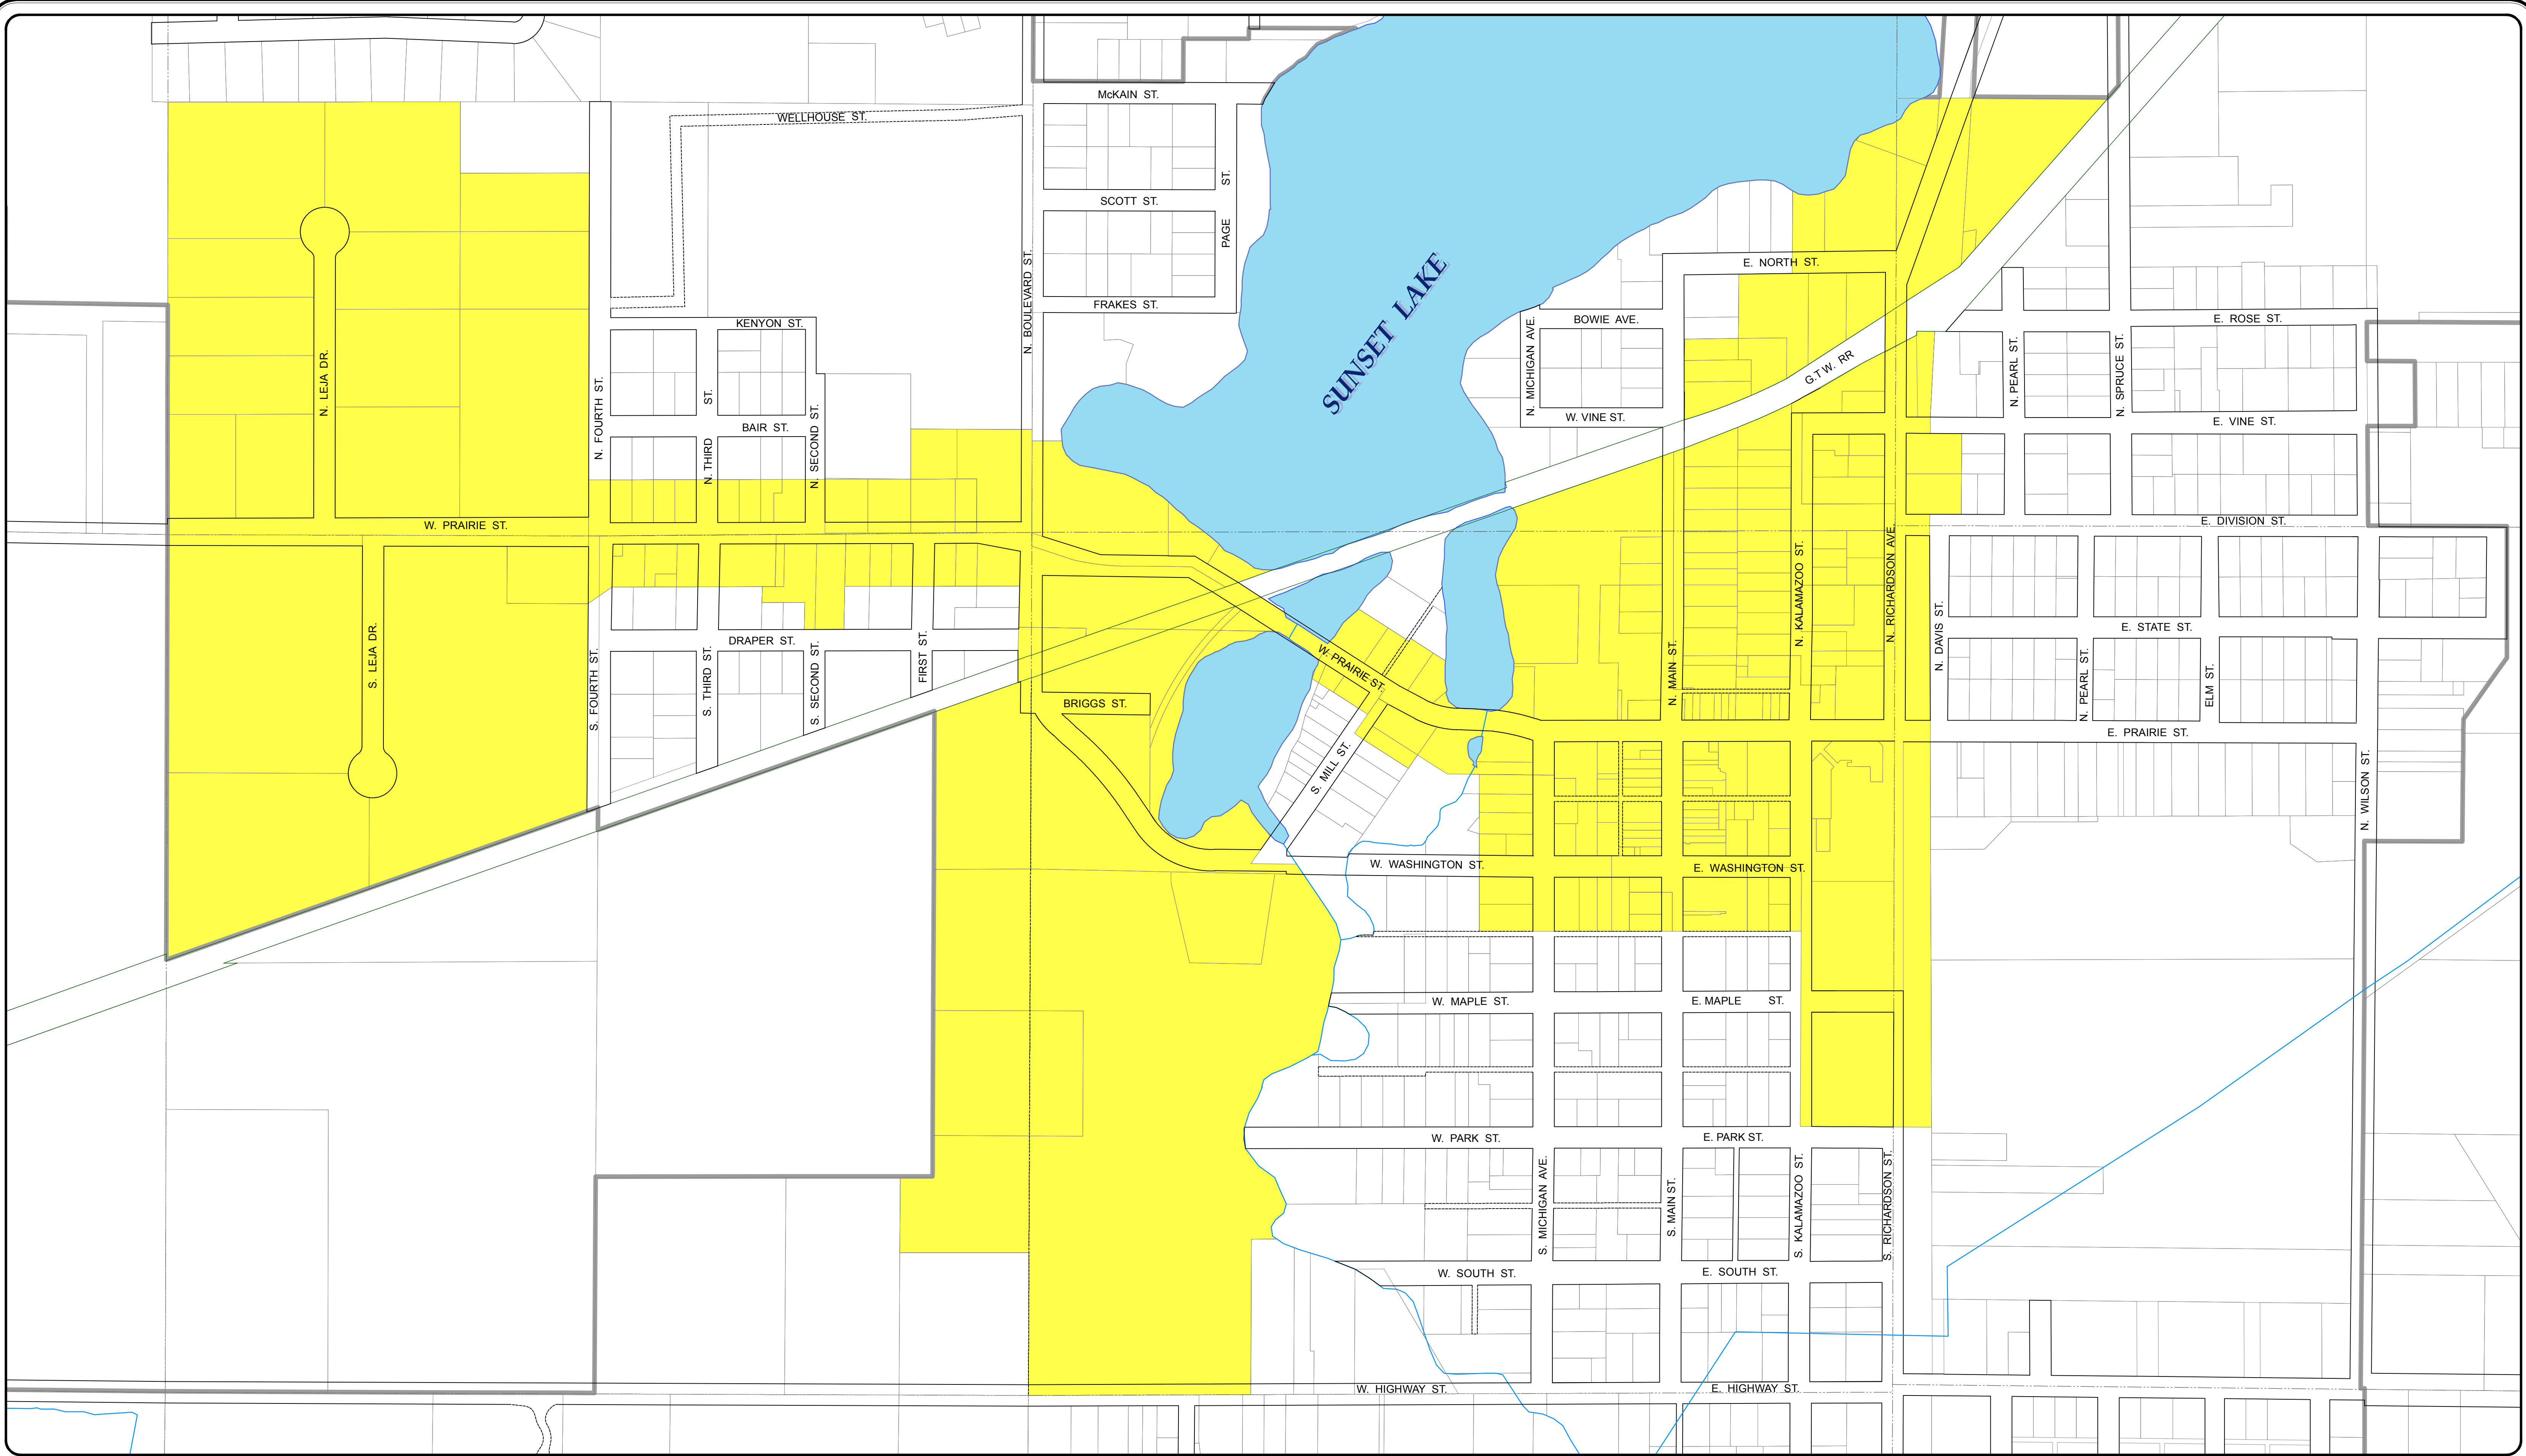 McKAIN ST.
WELLHOUSE ST.
SCOTT ST.
PAGE ST.
N. BOULEVARD ST.
FRAKES ST.
SUNSET LAKE
E. NORTH ST.
BOWIE AVE.
N. MICHIGAN AVE.
W. VINE ST.
G.T W. RR
E. ROSE ST.
N. PEARL ST.
N. SPRUCE ST.
E. VINE ST.
KENYON ST.
N. LEJA DR.
N. FOURTH ST.
N. THIRD ST.
BAIR ST.
N. SECOND ST.
W. PRAIRIE ST.
E. DIVISION ST.
N. KALAMAZOO ST.
N. RICHARDSON AVE.
N. DAVIS ST.
E. STATE ST.
S. LEJA DR.
DRAPER ST.
FIRST ST.
S. FOURTH ST.
S. THIRD ST.
S. SECOND ST.
W. PRAIRIE ST.
N. MAIN ST.
N. PEARL ST.
ELM ST.
BRIGGS ST.
E. PRAIRIE ST.
S. MILL ST.
N. WILSON ST.
W. WASHINGTON ST.
E. WASHINGTON ST.
W. MAPLE ST.
E. MAPLE ST.
W. PARK ST.
E. PARK ST.
S. MICHIGAN AVE.
S. MAIN ST.
S. KALAMAZOO ST.
S. RICHARDSON ST.
W. SOUTH ST.
E. SOUTH ST.
W. HIGHWAY ST.
E. HIGHWAY ST.